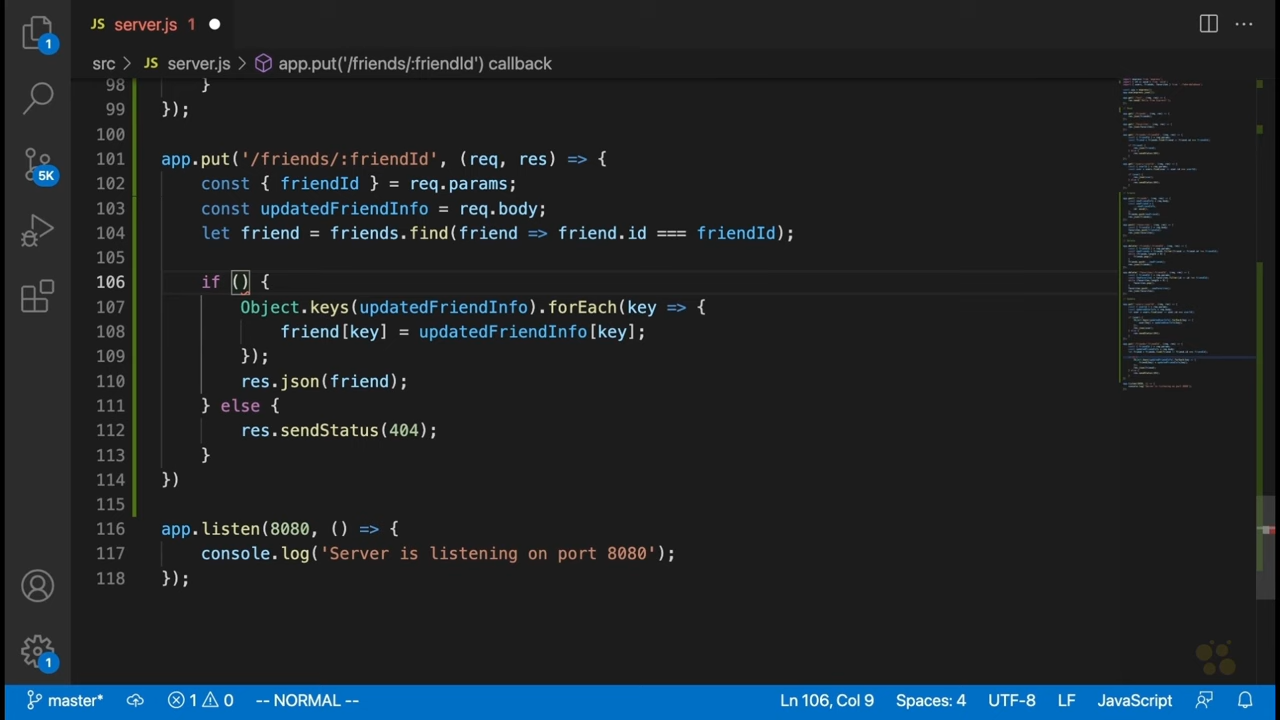 JS server.js 1
1
src > JS server.js > app.put('/friends/:friendId') callback
98 }
99 });
100
101 app.put('/friends/:friendId', (req, res) => {
102 const { friendId } = req.params;
103 const updatedFriendInfo = req.body;
104 let friend = friends.find(friend => friend.id === friendId);
105
106 if () {
107 Object.keys(updatedFriendInfo).forEach(key => {
108 friend[key] = updatedFriendInfo[key];
109 });
110 res.json(friend);
111 } else {
112 res.sendStatus(404);
113 }
114 })
115
116 app.listen(8080, () => {
117 console.log('Server is listening on port 8080');
118 });
5K
1
master* 1 0 -- NORMAL -- Ln 106, Col 9 Spaces: 4 UTF-8 LF JavaScript